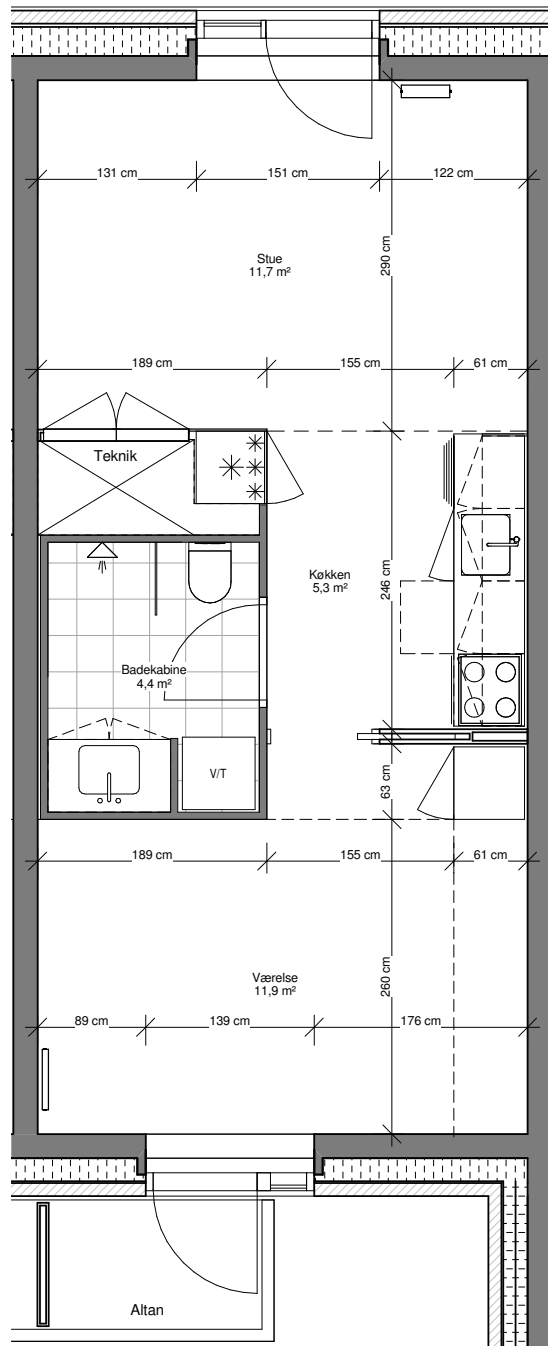 131 cm
151 cm
122 cm
Stue
11,7 m²
290 cm
189 cm
155 cm
61 cm
Teknik
Køkken
5,3 m²
246 cm
Badekabine
4,4 m²
V/T
63 cm
189 cm
155 cm
61 cm
Værelse
11,9 m²
260 cm
89 cm
139 cm
176 cm
Altan